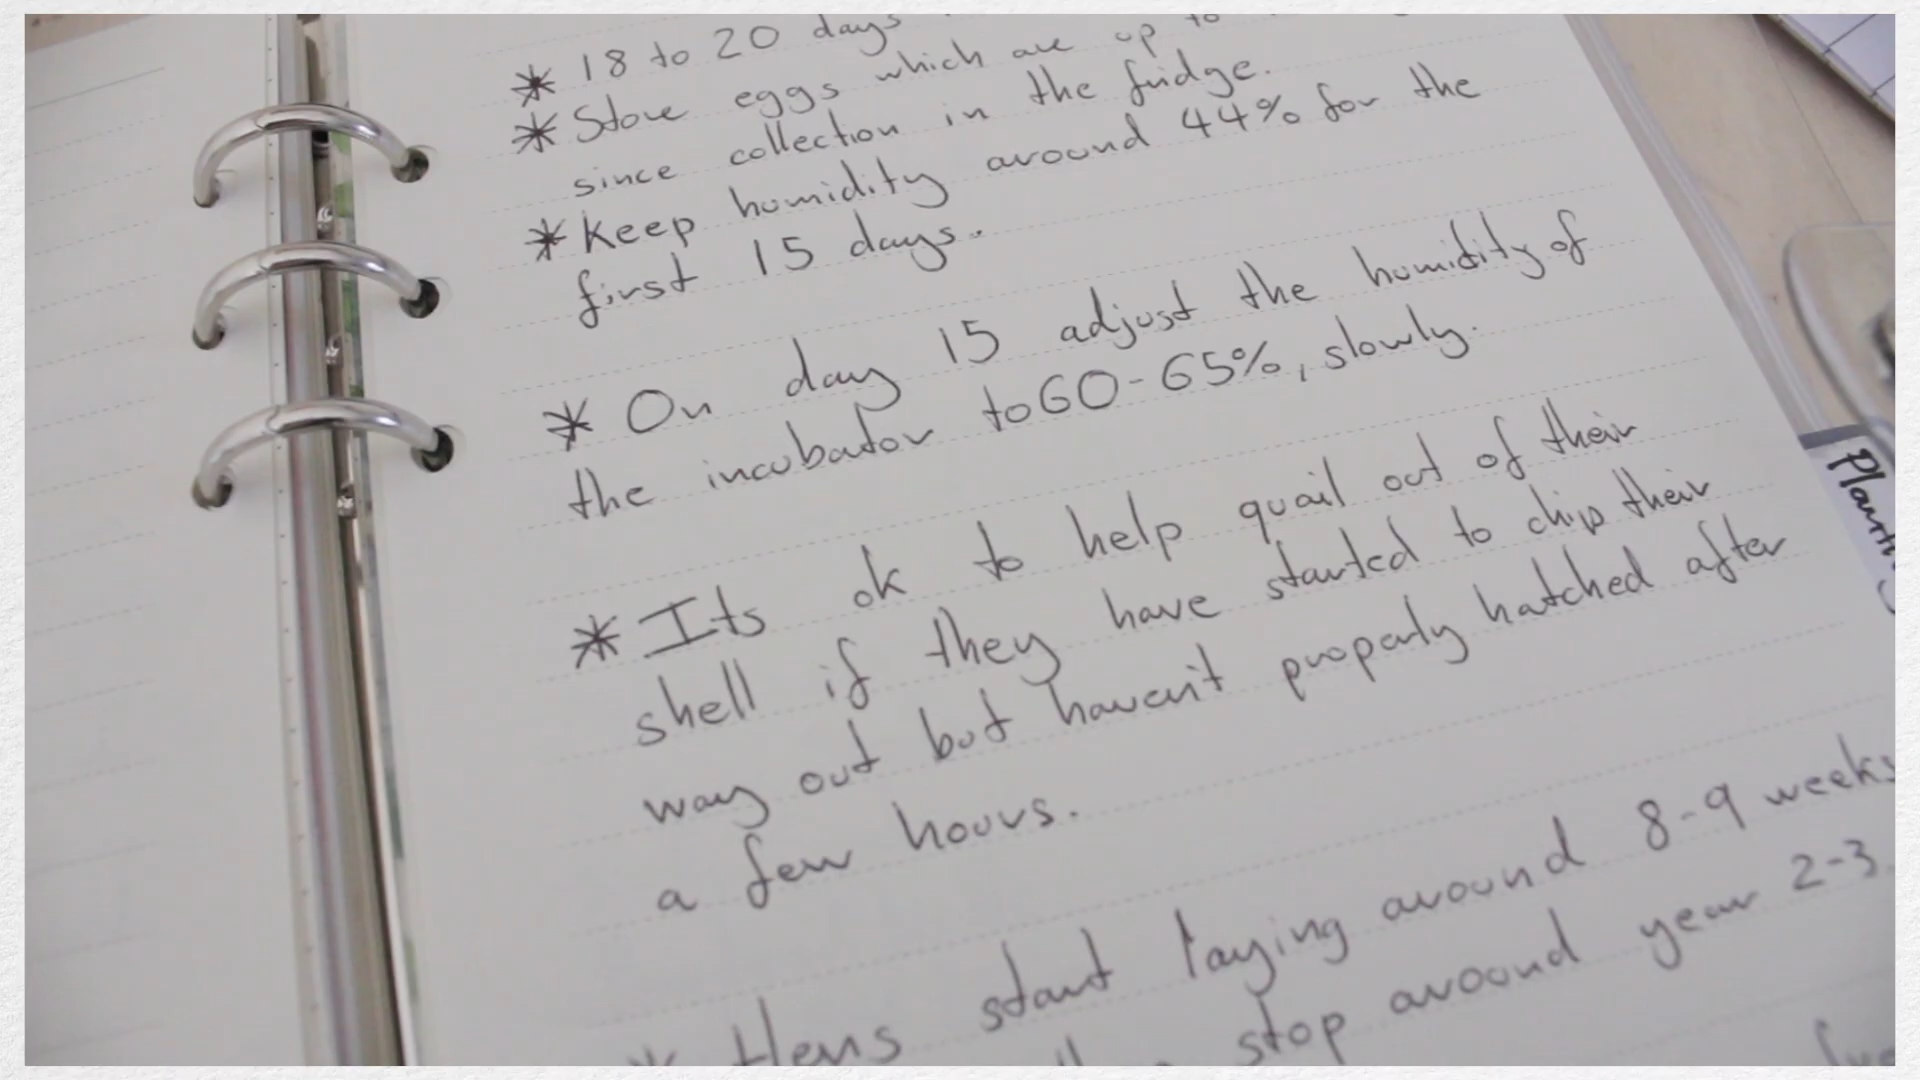 * 18 to 20 days
* Store eggs which are up to
since collection in the fridge.
* Keep humidity around 44% for the
first 15 days.
* On day 15 adjust the humidity of
the incubator to 60-65%, slowly.
* Its ok to help quail out of their
shell if they have started to chip their
way out but haven't properly hatched after
a few hours.
* Hens start laying around 8-9 weeks
stop around year 2-3.